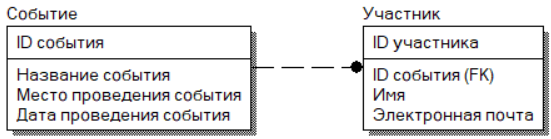 Событие
ID события
Название события
Место проведения события
Дата проведения события
Участник
ID участника
ID события (FK)
Имя
Электронная почта